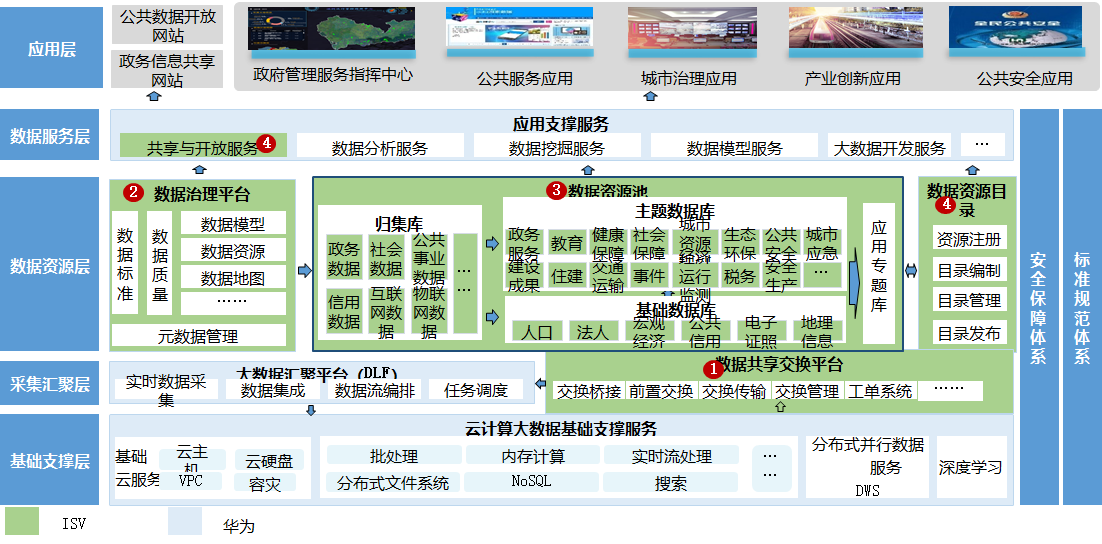 应用层
公共数据开放
网站
政务信息共享
网站
政府管理服务指挥中心
公共服务应用
城市治理应用
产业创新应用
全民公共安全
公共安全应用
数据服务层
应用支撑服务
共享与开放服务
4
数据分析服务
数据挖掘服务
数据模型服务
大数据开发服务
…
数据资源层
2
数据治理平台
数据标准
数据质量
数据模型
数据资源
数据地图
……
元数据管理
3
数据资源池
归集库
政务
数据
社会
数据
公共
事业
数据
…
信用
数据
互联
网数
据
物联
网数
据
…
主题数据库
政务
服务
教育
健康
保障
社会
保障
城市
资源
生态
环保
公共
安全
城市
应急
建设
成果
住建
交通
运输
事件
运行
监测
税务
安全
生产
…
基础数据库
人口
法人
宏观
经济
公共
信用
电子
证照
地理
信息
应用专题库
数据资源目
录
4
资源注册
目录编制
目录管理
目录发布
安全保障体系
标准规范体系
采集汇聚层
大数据汇聚平台（DLF）
实时数据采
集
数据集成
数据流编排
任务调度
1
数据共享交换平台
交换桥接
前置交换
交换传输
交换管理
工单系统
……
基础支撑层
云计算大数据基础支撑服务
基础
云服务
云主
机
云硬盘
VPC
容灾
批处理
内存计算
实时流处理
…
分布式文件系统
NoSQL
搜索
…
分布式并行数据
服务
DWS
深度学习
ISV
华为